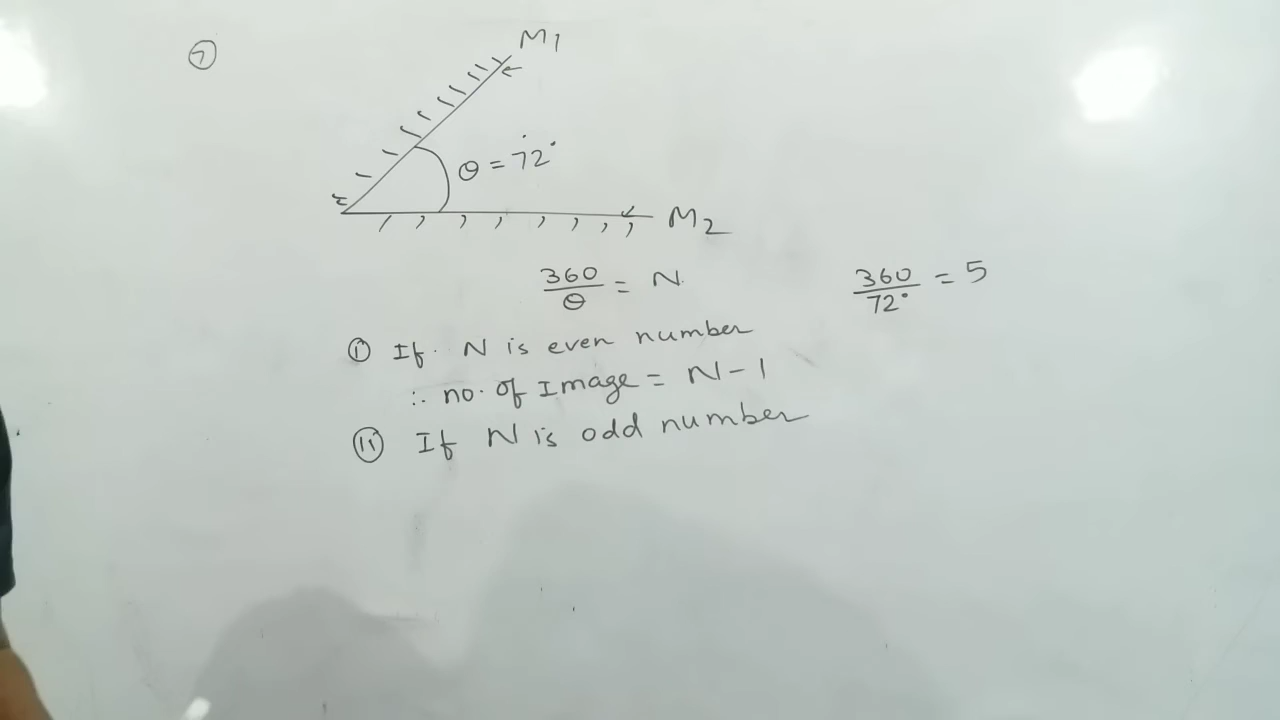 7
M1
θ = 72°
M2
360/θ = N
360/72° = 5
(i) If N is even number
∴ no. of Image = N-1
(ii) If N is odd number